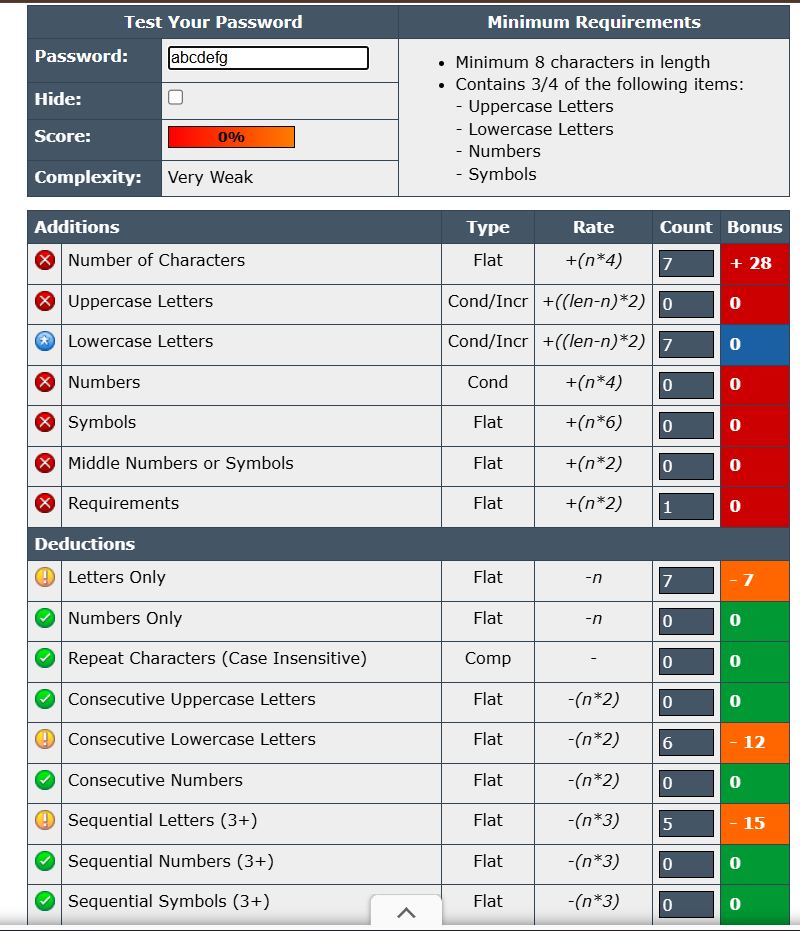 Test Your Password Minimum Requirements
Password: abcdefg
Hide:
Score: 0%
Complexity: Very Weak
• Minimum 8 characters in length
• Contains 3/4 of the following items:
- Uppercase Letters
- Lowercase Letters
- Numbers
- Symbols
Additions Type Rate Count Bonus
Number of Characters Flat +(n*4) 7 + 28
Uppercase Letters Cond/Incr +((len-n)*2) 0 0
Lowercase Letters Cond/Incr +((len-n)*2) 7 0
Numbers Cond +(n*4) 0 0
Symbols Flat +(n*6) 0 0
Middle Numbers or Symbols Flat +(n*2) 0 0
Requirements Flat +(n*2) 1 0
Deductions
Letters Only Flat -n 7 - 7
Numbers Only Flat -n 0 0
Repeat Characters (Case Insensitive) Comp - 0 0
Consecutive Uppercase Letters Flat -(n*2) 0 0
Consecutive Lowercase Letters Flat -(n*2) 6 - 12
Consecutive Numbers Flat -(n*2) 0 0
Sequential Letters (3+) Flat -(n*3) 5 - 15
Sequential Numbers (3+) Flat -(n*3) 0 0
Sequential Symbols (3+) Flat -(n*3) 0 0